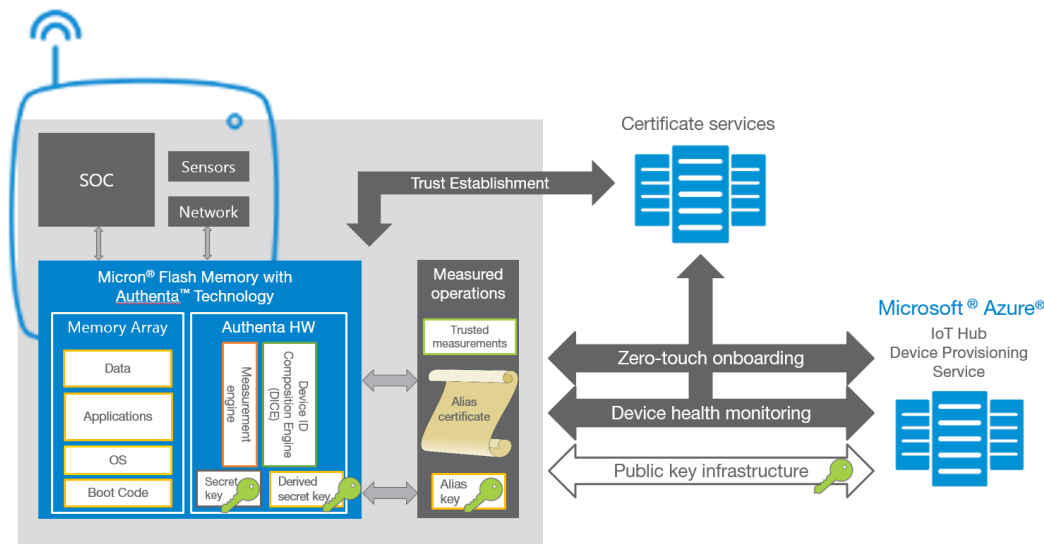 Certificate services
SOC
Sensors
Network
Trust Establishment
Micron® Flash Memory with
Authenta™ Technology
Memory Array
Data
Applications
OS
Boot Code
Authenta HW
Measurement
engine
Device ID
Composition Engine
(DICE)
Secret
key
Derived
secret key
Measured
operations
Trusted
measurements
Alias
certificate
Alias
key
Zero-touch onboarding
Device health monitoring
Public key infrastructure
Microsoft ® Azure®
IoT Hub
Device Provisioning
Service